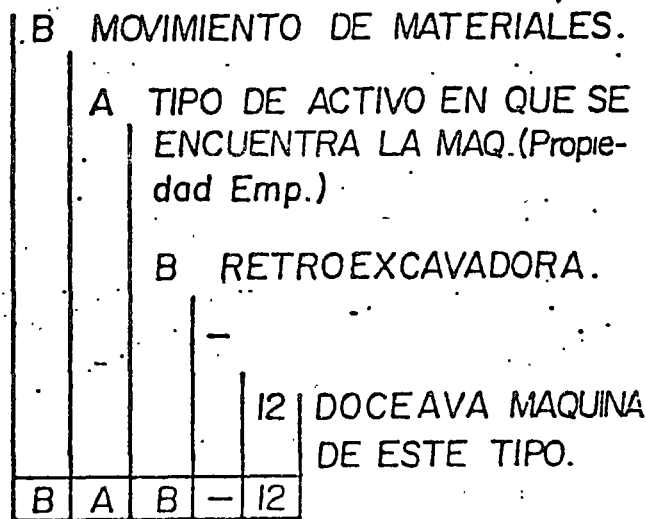 B MOVIMIENTO DE MATERIALES.
A TIPO DE ACTIVO EN QUE SE
ENCUENTRA LA MAQ.(Propie-
dad Emp.)
B RETROEXCAVADORA.
-
12 DOCEAVA MAQUINA
DE ESTE TIPO.
B A B - 12